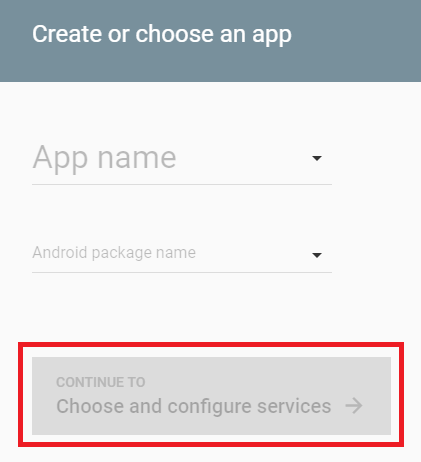 Create or choose an app
App name
Android package name
CONTINUE TO
Choose and configure services